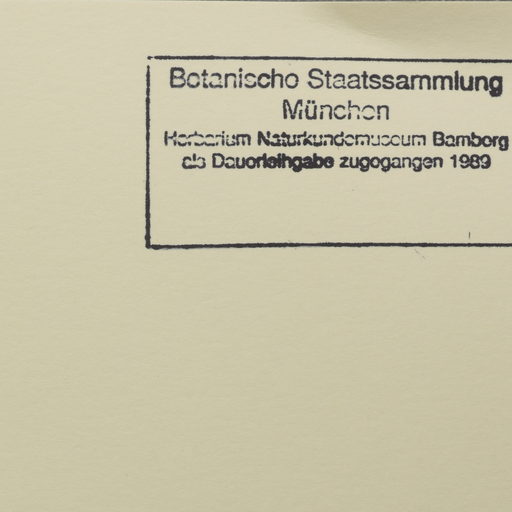 Botanische Staatssammlung
München
Herbarium Naturkundemuseum Bamberg
als Dauerleihgabe zugegangen 1989